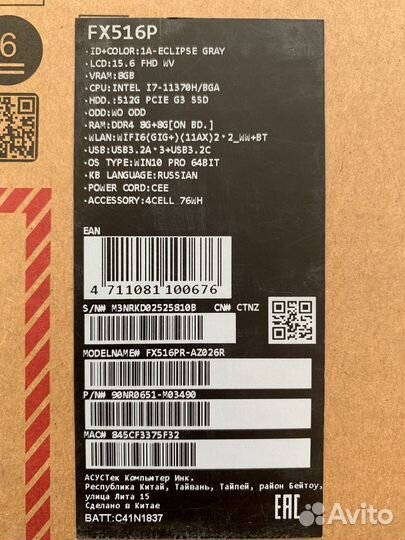 6
FX516P
·ID+COLOR:1A-ECLIPSE GRAY
·LCD:15.6 FHD WV
·VRAM:8GB
·CPU:INTEL I7-11370H/BGA
·HDD.:512G PCIE G3 SSD
·ODD:WO ODD
·RAM:DDR4 8G+8G[ON BD.]
·WLAN:WIFI6(GIG+)(11AX)2*2_WW+BT
·USB:USB3.2A*3+USB3.2C
·OS TYPE:WIN10 PRO 64BIT
·KB LANGUAGE:RUSSIAN
·POWER CORD:CEE
·ACCESSORY:4CELL 76WH
EAN
4 711081 100676
S/N# M3NRKD02525810B CN# CTNZ
MODELNAME# FX516PR-AZ026R
P/N# 90NR0651-M03490
MAC# 845CF3375F32
АСУСТек Компьютер Инк.
Республика Китай, Тайвань, Тайпей, район Бейтоу,
улица Лита 15
Сделано в Китае
BATT:C41N1837
EAC
Avito